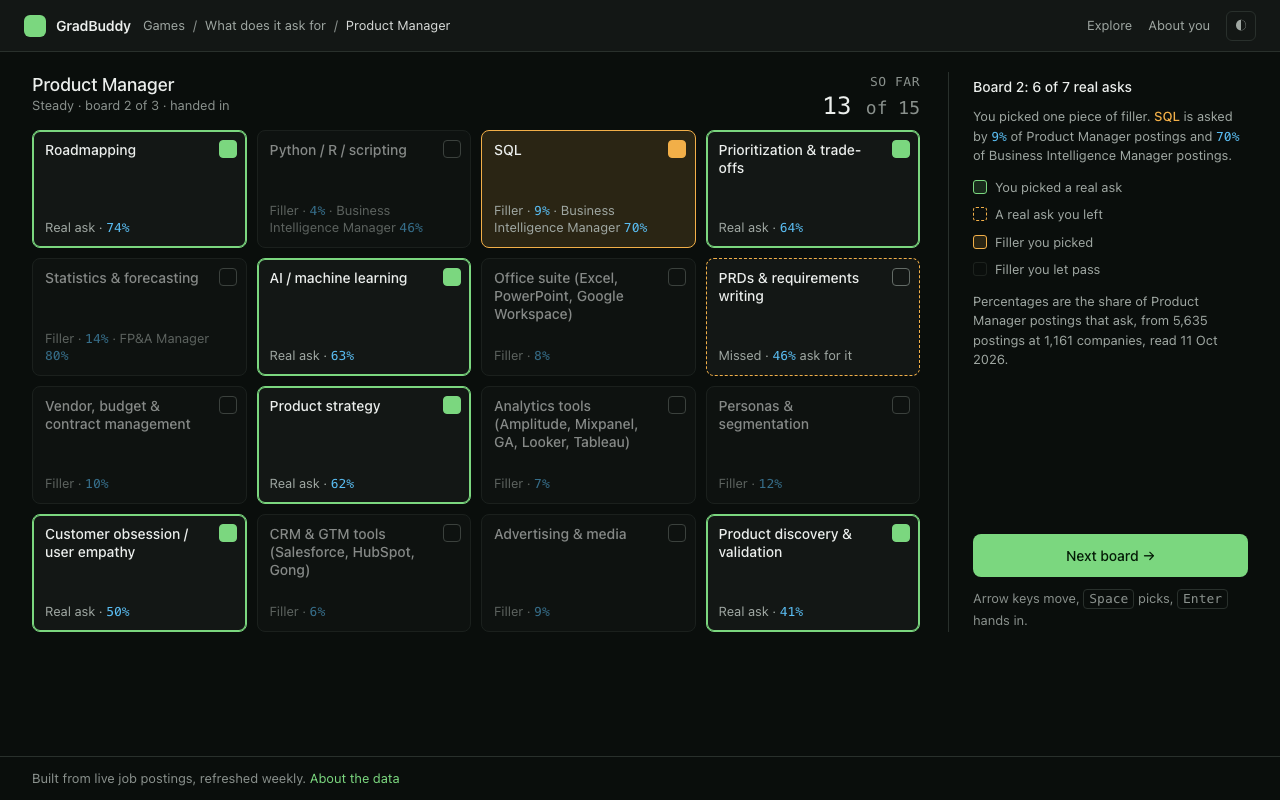 GradBuddy Games / What does it ask for / Product Manager
Explore About you
Product Manager
Steady · board 2 of 3 · handed in
SO FAR
13 of 15
Roadmapping
Real ask · 74%
Python / R / scripting
Filler · 4% · Business
Intelligence Manager 46%
SQL
Filler · 9% · Business
Intelligence Manager 70%
Prioritization & trade-
offs
Real ask · 64%
Statistics & forecasting
Filler · 14% · FP&A Manager
80%
AI / machine learning
Real ask · 63%
Office suite (Excel,
PowerPoint, Google
Workspace)
Filler · 8%
PRDs & requirements
writing
Missed · 46% ask for it
Vendor, budget &
contract management
Filler · 10%
Product strategy
Real ask · 62%
Analytics tools
(Amplitude, Mixpanel,
GA, Looker, Tableau)
Filler · 7%
Personas &
segmentation
Filler · 12%
Customer obsession /
user empathy
Real ask · 50%
CRM & GTM tools
(Salesforce, HubSpot,
Gong)
Filler · 6%
Advertising & media
Filler · 9%
Product discovery &
validation
Real ask · 41%
Board 2: 6 of 7 real asks
You picked one piece of filler. SQL is asked
by 9% of Product Manager postings and 70%
of Business Intelligence Manager postings.
You picked a real ask
A real ask you left
Filler you picked
Filler you let pass
Percentages are the share of Product
Manager postings that ask, from 5,635
postings at 1,161 companies, read 11 Oct
2026.
Next board →
Arrow keys move, Space picks, Enter
hands in.
Built from live job postings, refreshed weekly. About the data